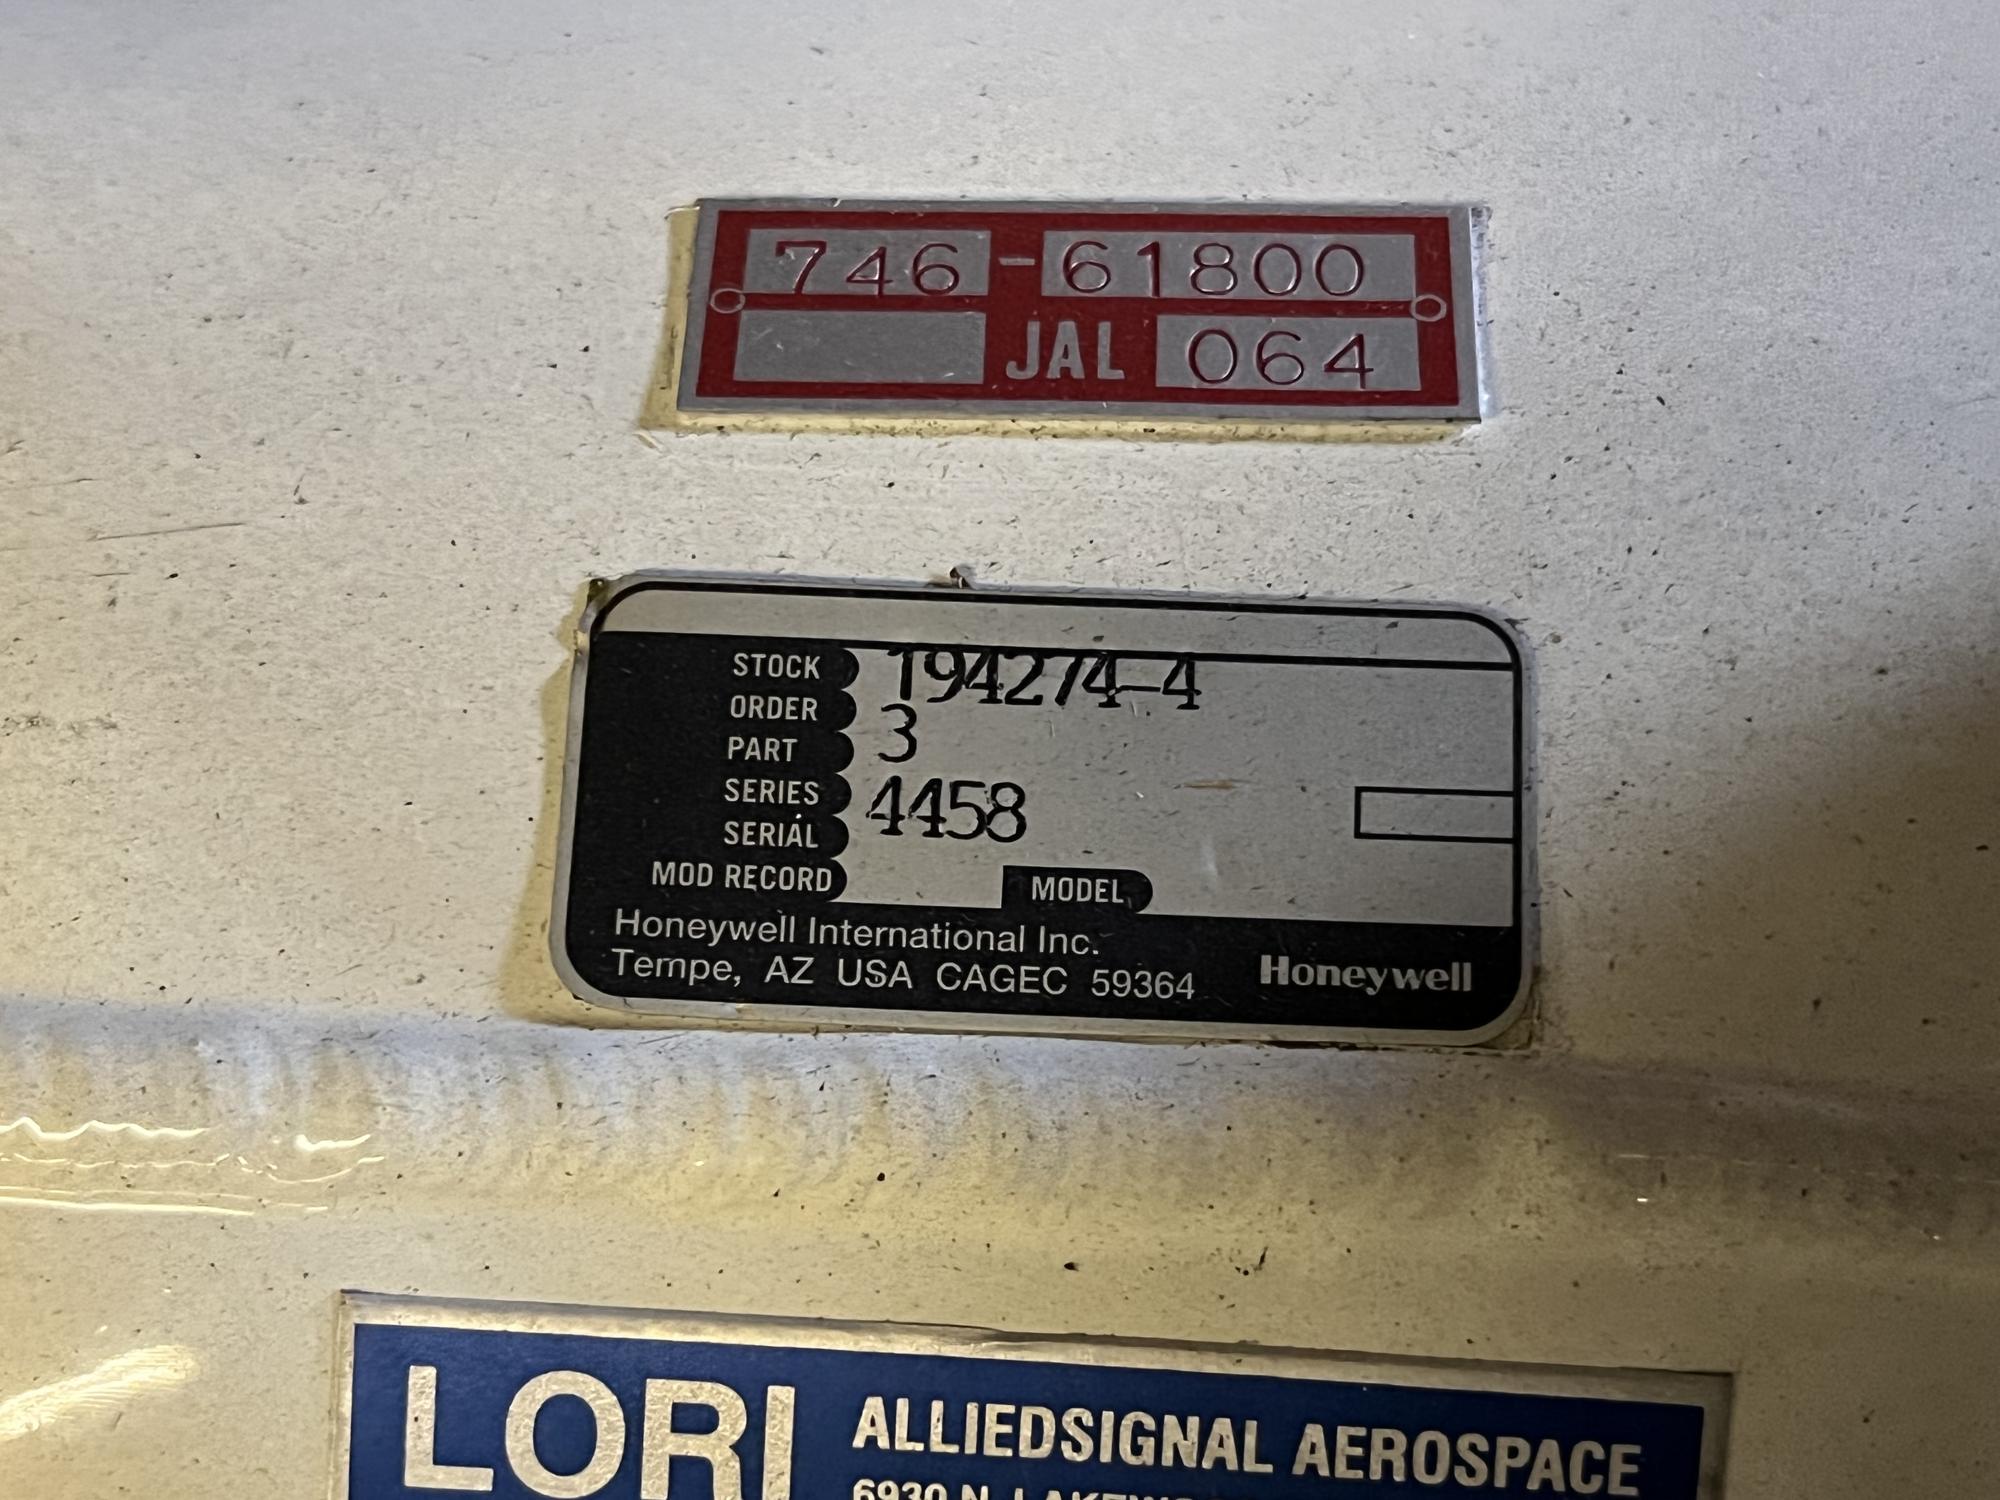 746-61800
JAL 064
STOCK 194274-4
ORDER 3
PART
SERIES 4458
SERIAL
MOD RECORD MODEL
Honeywell International Inc.
Tempe, AZ USA CAGEC 59364 Honeywell
LORI ALLIEDSIGNAL AEROSPACE
6930 N.